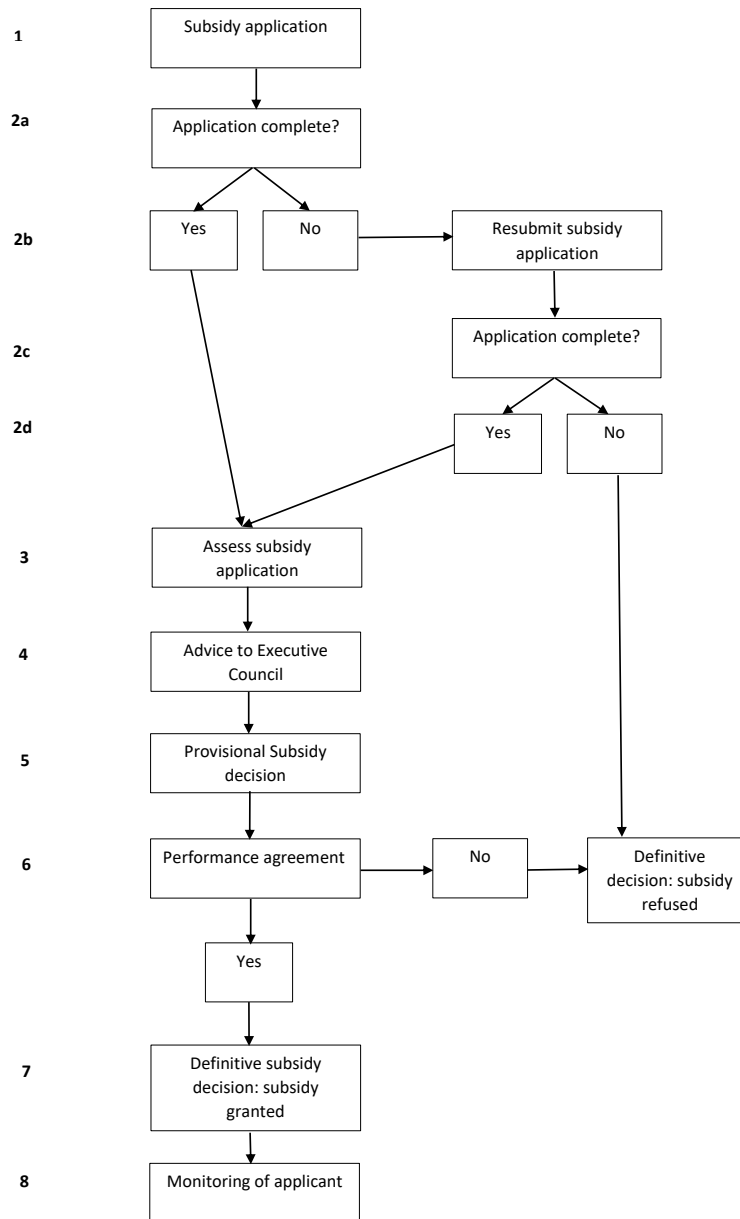 1
Subsidy application
2a
Application complete?
2b
Yes
No
Resubmit subsidy
application
2c
Application complete?
2d
Yes
No
3
Assess subsidy
application
4
Advice to Executive
Council
5
Provisional Subsidy
decision
6
Performance agreement
No
Definitive
decision: subsidy
refused
Yes
7
Definitive subsidy
decision: subsidy
granted
8
Monitoring of applicant